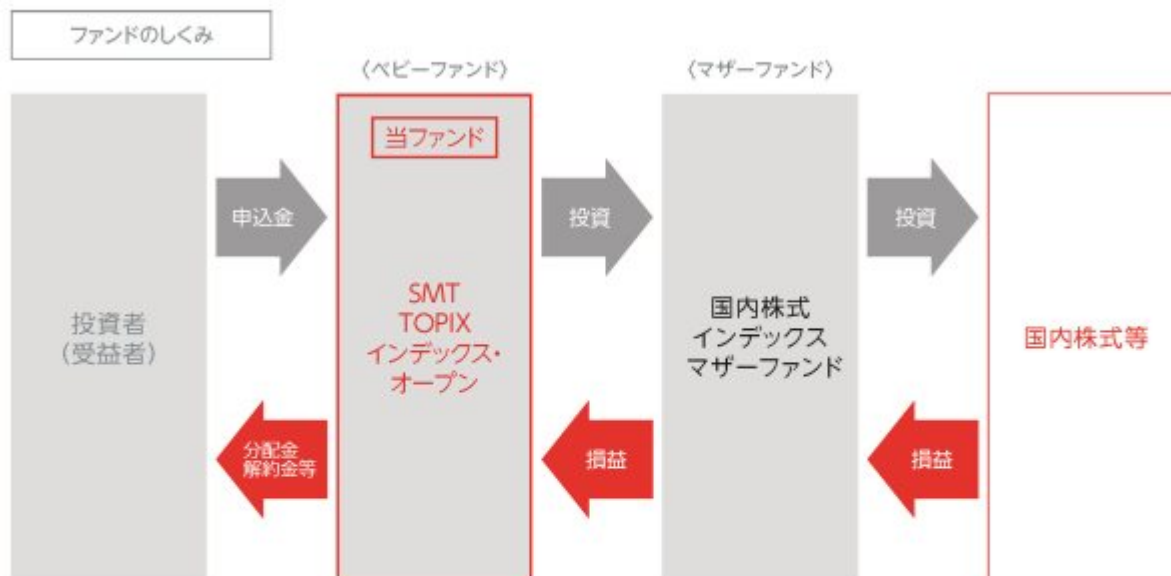 ファンドのしくみ
〈ベビーファンド〉
〈マザーファンド〉
投資者
（受益者）
申込金
分配金
解約金等
当ファンド
SMT
TOPIX
インデックス・
オープン
投資
損益
国内株式
インデックス
マザーファンド
投資
損益
国内株式等